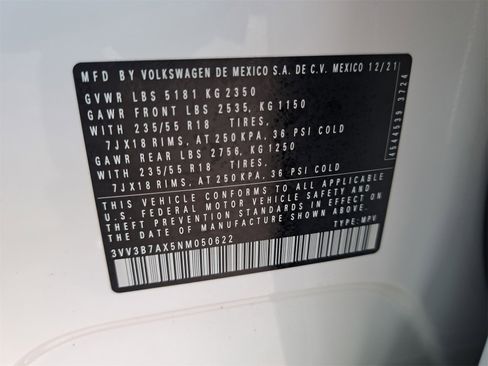 MFD BY VOLKSWAGEN DE MEXICO S.A. DE C.V. MEXICO 12/21
GVWR LBS 5181 KG 2350
GAWR FRONT LBS 2535, KG 1150
WITH 235/55 R18 TIRES.
7JX18 RIMS, AT 250 KPA, 36 PSI COLD
GAWR REAR LBS 2756, KG 1250
WITH 235/55 R18 TIRES.
7JX18 RIMS, AT 250 KPA, 36 PSI COLD
THIS VEHICLE CONFORMS TO ALL APPLICABLE
U.S. FEDERAL MOTOR VEHICLE SAFETY AND
THEFT PREVENTION STANDARDS IN EFFECT ON
THE DATE OF MANUFACTURE SHOWN ABOVE.
3VV3B7AX5NM050622 TYPE: MPV
4544539 3724